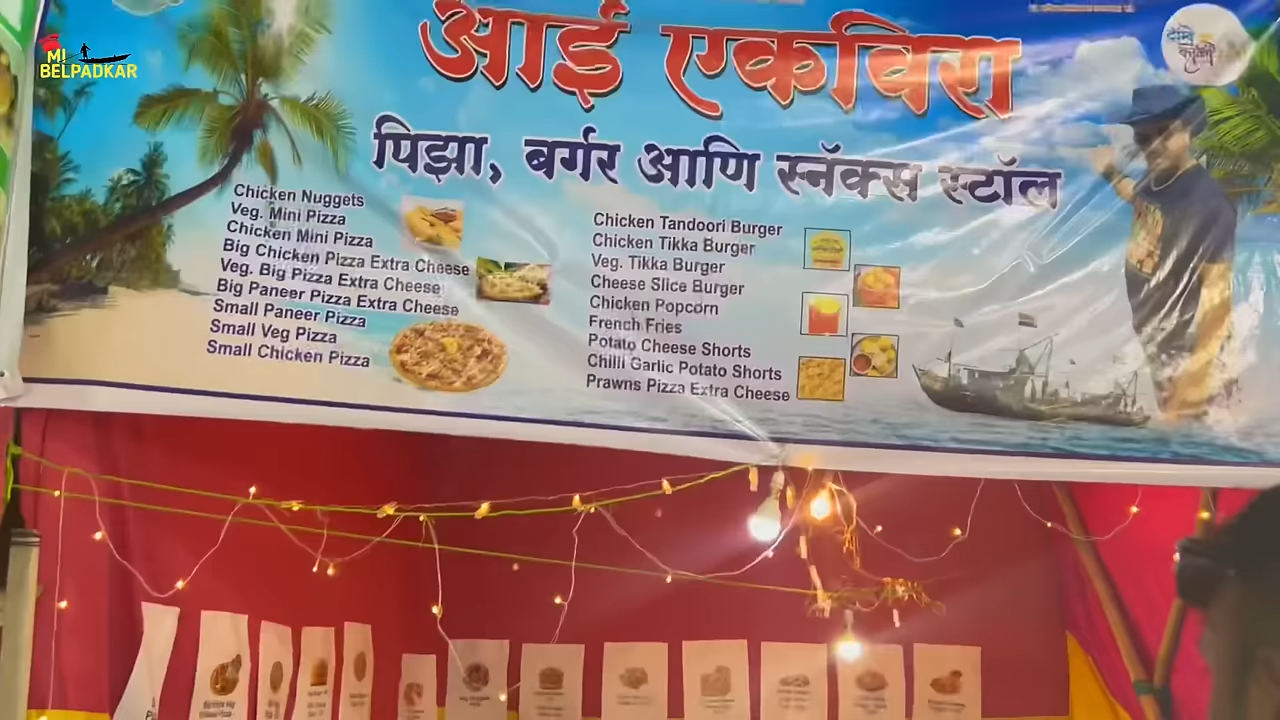 MI
BELPADKAR
आई एकविरा
पिझा, बर्गर आणि स्नॅक्स स्टॉल
Chicken Nuggets
Veg. Mini Pizza
Chicken Mini Pizza
Big Chicken Pizza Extra Cheese
Veg. Big Pizza Extra Cheese
Big Paneer Pizza Extra Cheese
Small Paneer Pizza
Small Veg Pizza
Small Chicken Pizza
Chicken Tandoori Burger
Chicken Tikka Burger
Veg. Tikka Burger
Cheese Slice Burger
Chicken Popcorn
French Fries
Potato Cheese Shorts
Chilli Garlic Potato Shorts
Prawns Pizza Extra Cheese